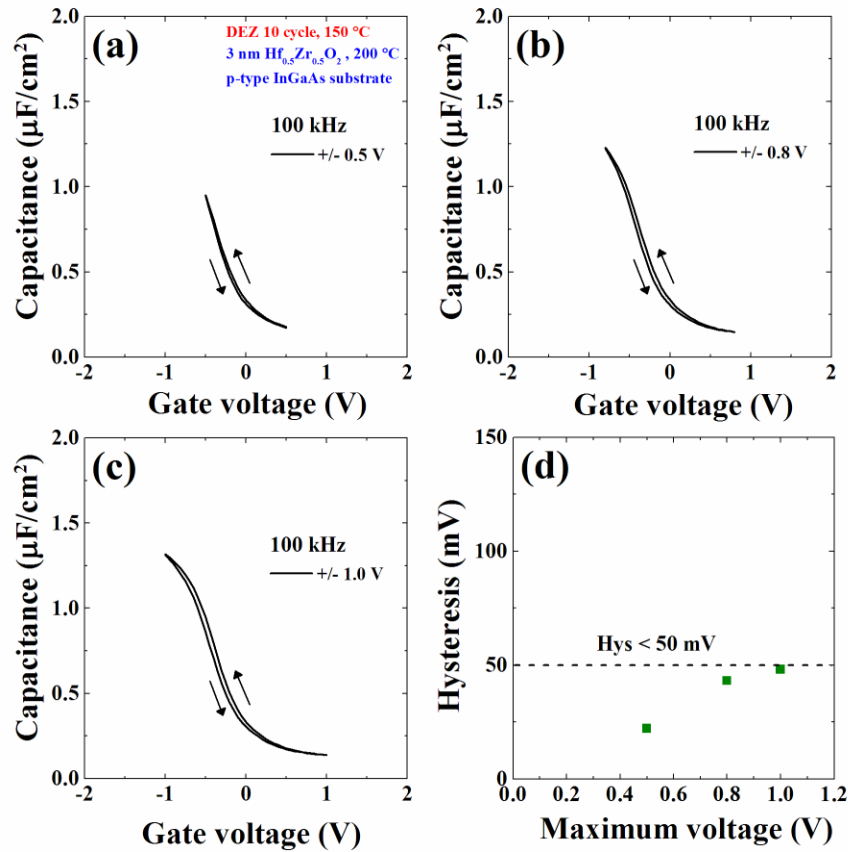 (a)
DEZ 10 cycle, 150 °C
3 nm Hf0.5Zr0.5O2 , 200 °C
p-type InGaAs substrate
100 kHz
+/- 0.5 V
Capacitance (µF/cm²)
2.0
1.5
1.0
0.5
0.0
-2 -1 0 1 2
Gate voltage (V)
(b)
100 kHz
+/- 0.8 V
Capacitance (µF/cm²)
2.0
1.5
1.0
0.5
0.0
-2 -1 0 1 2
Gate voltage (V)
(c)
100 kHz
+/- 1.0 V
Capacitance (µF/cm²)
2.0
1.5
1.0
0.5
0.0
-2 -1 0 1 2
Gate voltage (V)
(d)
Hys < 50 mV
Hysteresis (mV)
150
100
50
0
0.0 0.2 0.4 0.6 0.8 1.0 1.2
Maximum voltage (V)